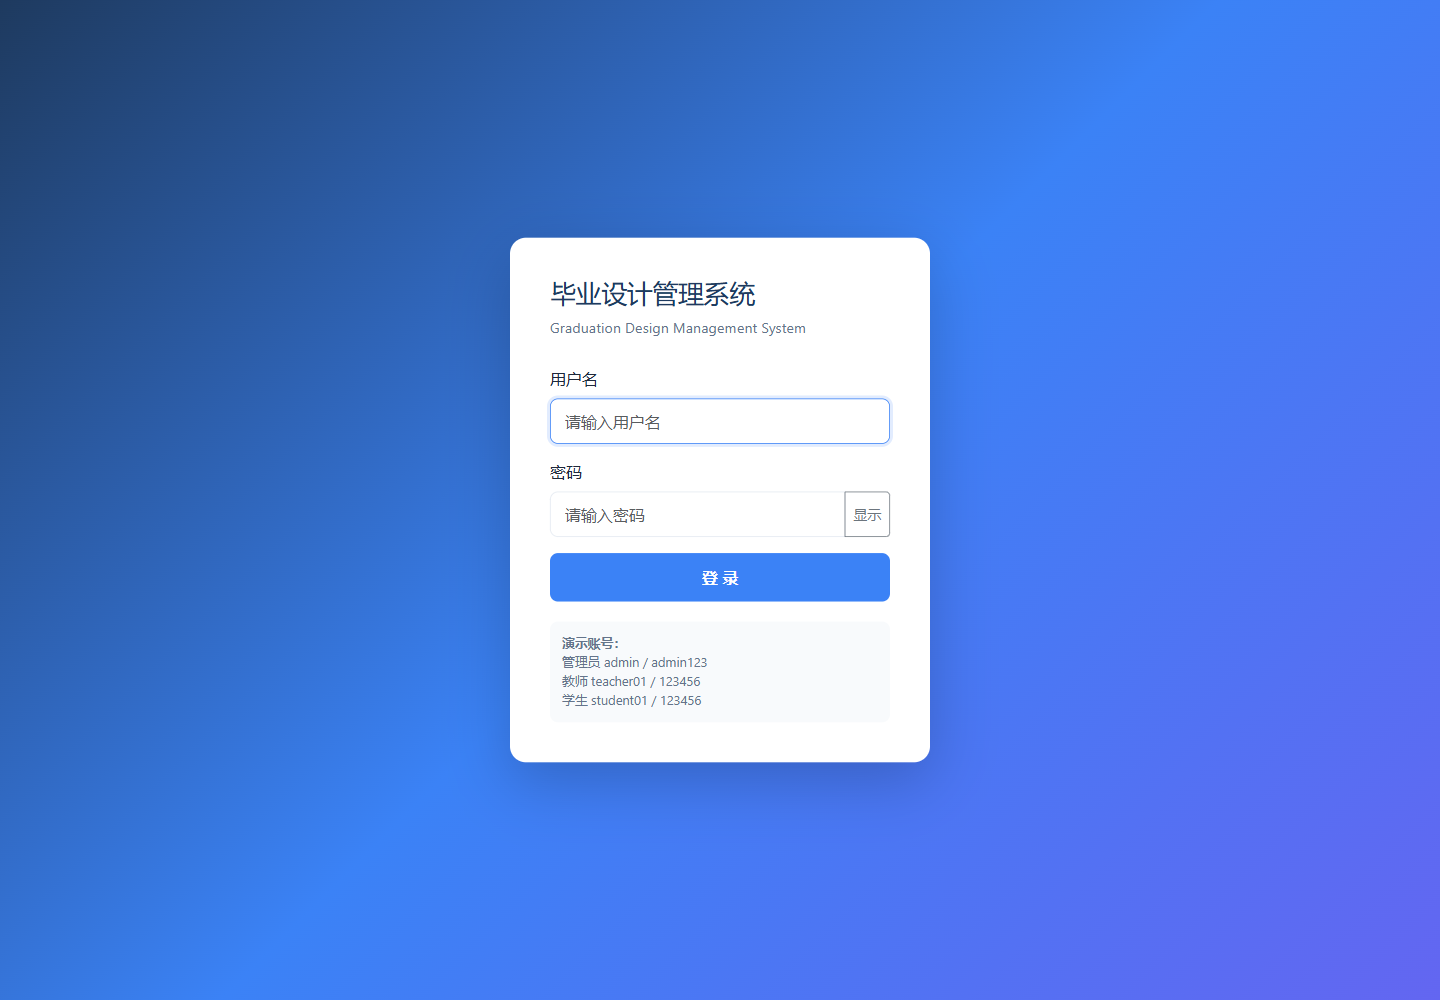 毕业设计管理系统
Graduation Design Management System
用户名
请输入用户名
密码
请输入密码 显示
登 录
演示账号：
管理员 admin / admin123
教师 teacher01 / 123456
学生 student01 / 123456